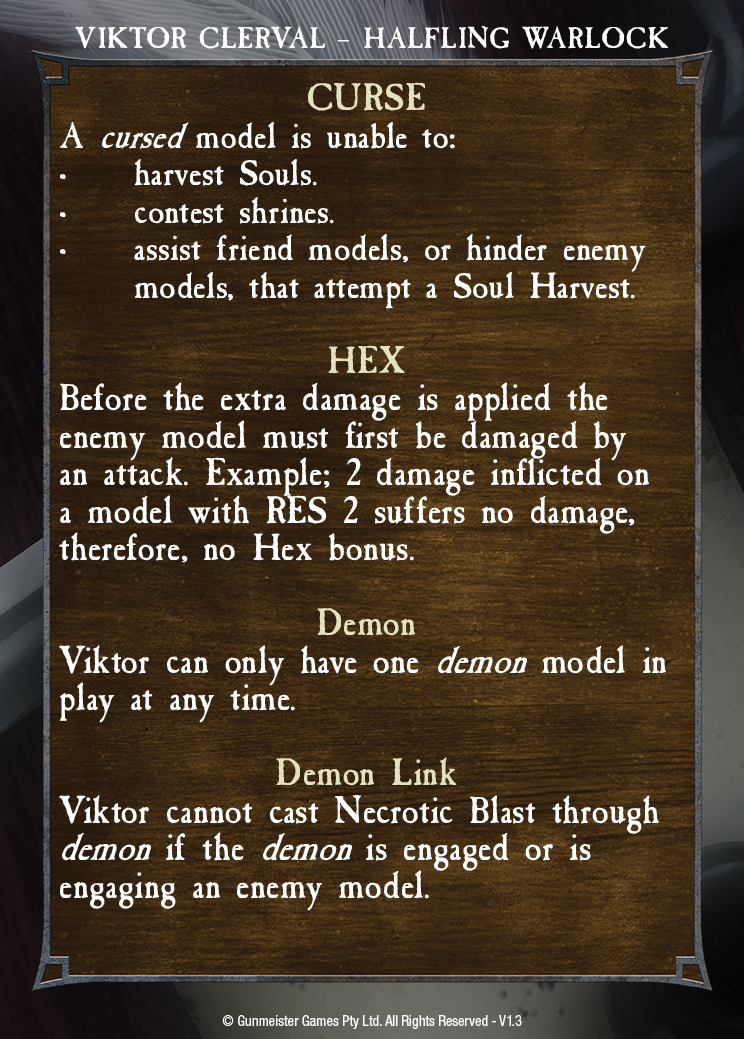 VIKTOR CLERVAL – HALFLING WARLOCK
CURSE
A cursed model is unable to:
• harvest Souls.
• contest shrines.
• assist friend models, or hinder enemy
models, that attempt a Soul Harvest.
HEX
Before the extra damage is applied the
enemy model must first be damaged by
an attack. Example; 2 damage inflicted on
a model with RES 2 suffers no damage,
therefore, no Hex bonus.
Demon
Viktor can only have one demon model in
play at any time.
Demon Link
Viktor cannot cast Necrotic Blast through
demon if the demon is engaged or is
engaging an enemy model.
© Gunmeister Games Pty Ltd. All Rights Reserved - V1.3